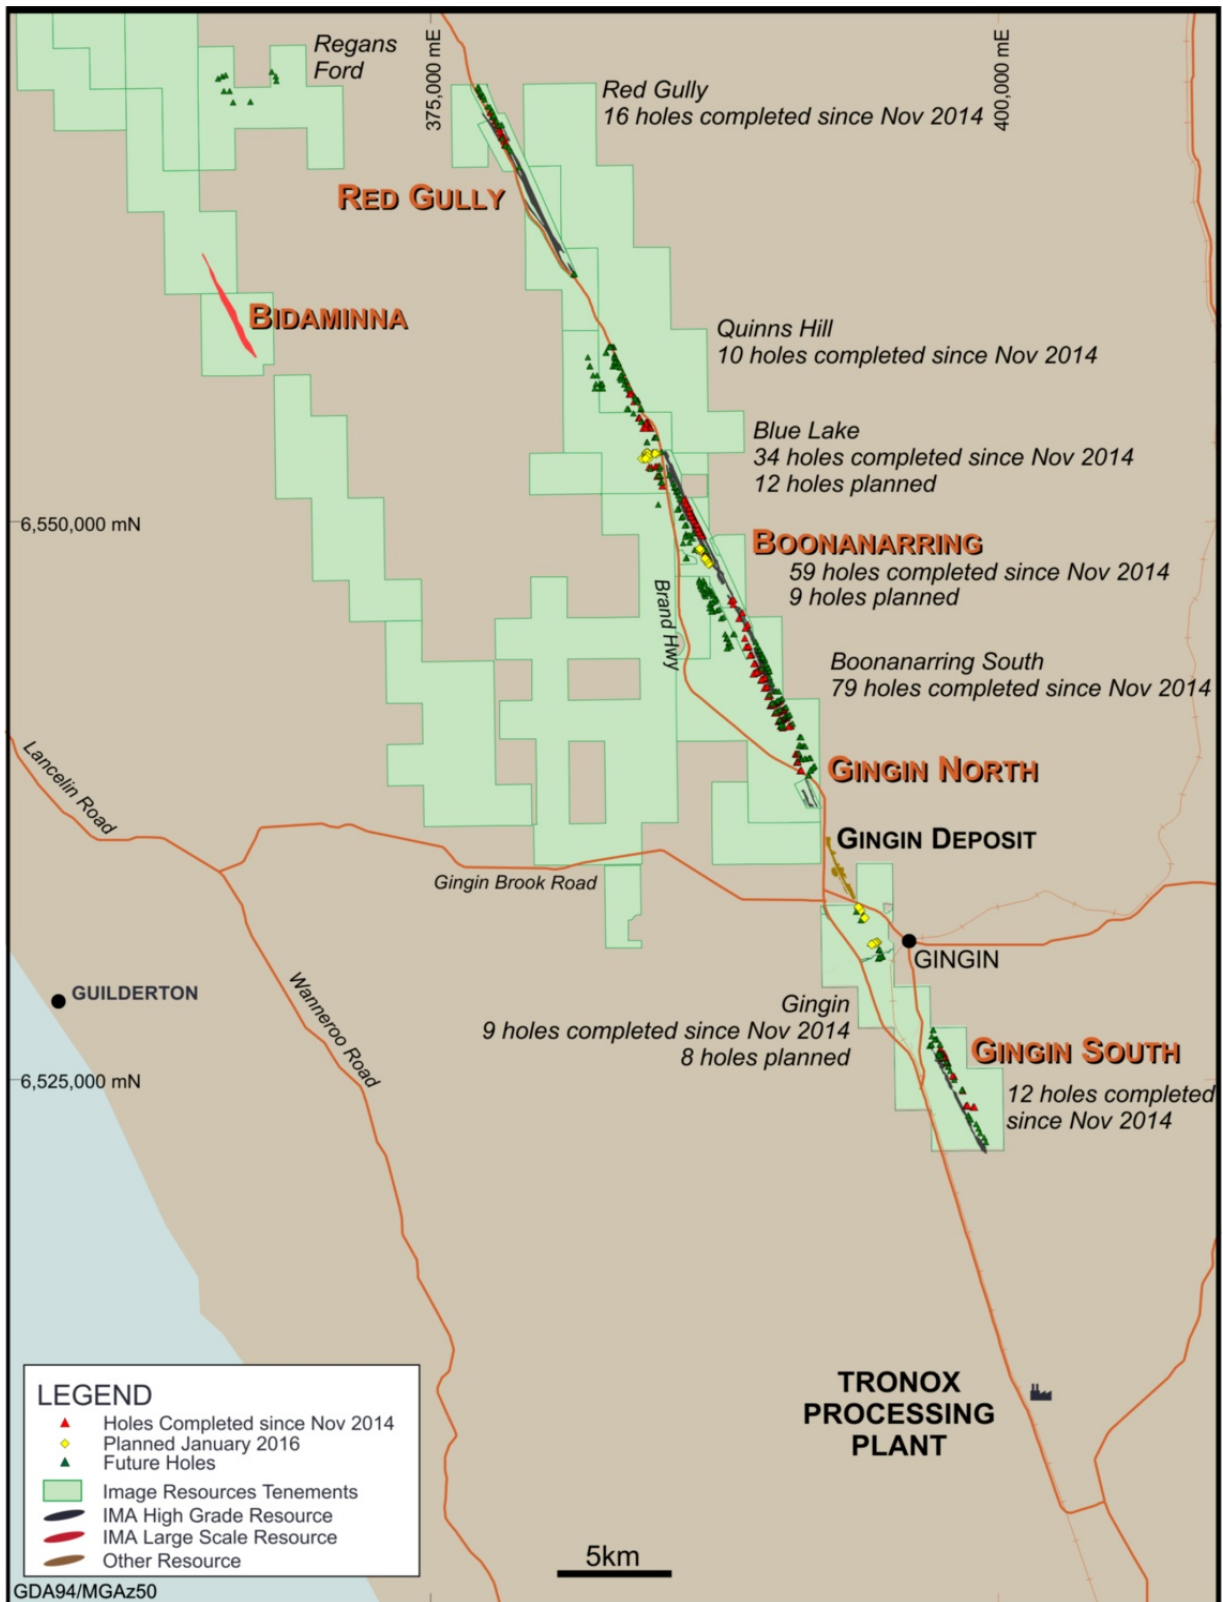 Regans
Ford
375,000 mE
400,000 mE
Red Gully
16 holes completed since Nov 2014
RED GULLY
BIDAMINNA
Quinns Hill
10 holes completed since Nov 2014
Blue Lake
34 holes completed since Nov 2014
12 holes planned
6,550,000 mN
BOONANARRING
59 holes completed since Nov 2014
9 holes planned
Brand Hwy
Boonanarring South
79 holes completed since Nov 2014
Lancelin Road
GINGIN NORTH
GINGIN DEPOSIT
Gingin Brook Road
GINGIN
GUILDERTON
Wanneroo Road
Gingin
9 holes completed since Nov 2014
8 holes planned
GINGIN SOUTH
12 holes completed
since Nov 2014
6,525,000 mN
TRONOX
PROCESSING
PLANT
LEGEND
Holes Completed since Nov 2014
Planned January 2016
Future Holes
Image Resources Tenements
IMA High Grade Resource
IMA Large Scale Resource
Other Resource
5km
GDA94/MGAz50